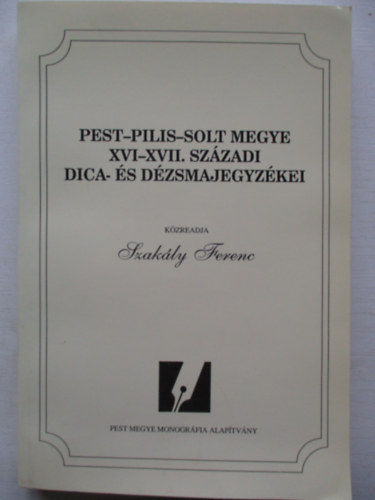 PEST–PILIS–SOLT MEGYE
XVI–XVII. SZÁZADI
DICA- ÉS DÉZSMAJEGYZÉKEI
KÖZREADJA
Szakály Ferenc
PEST MEGYE MONOGRÁFIA ALAPÍTVÁNY